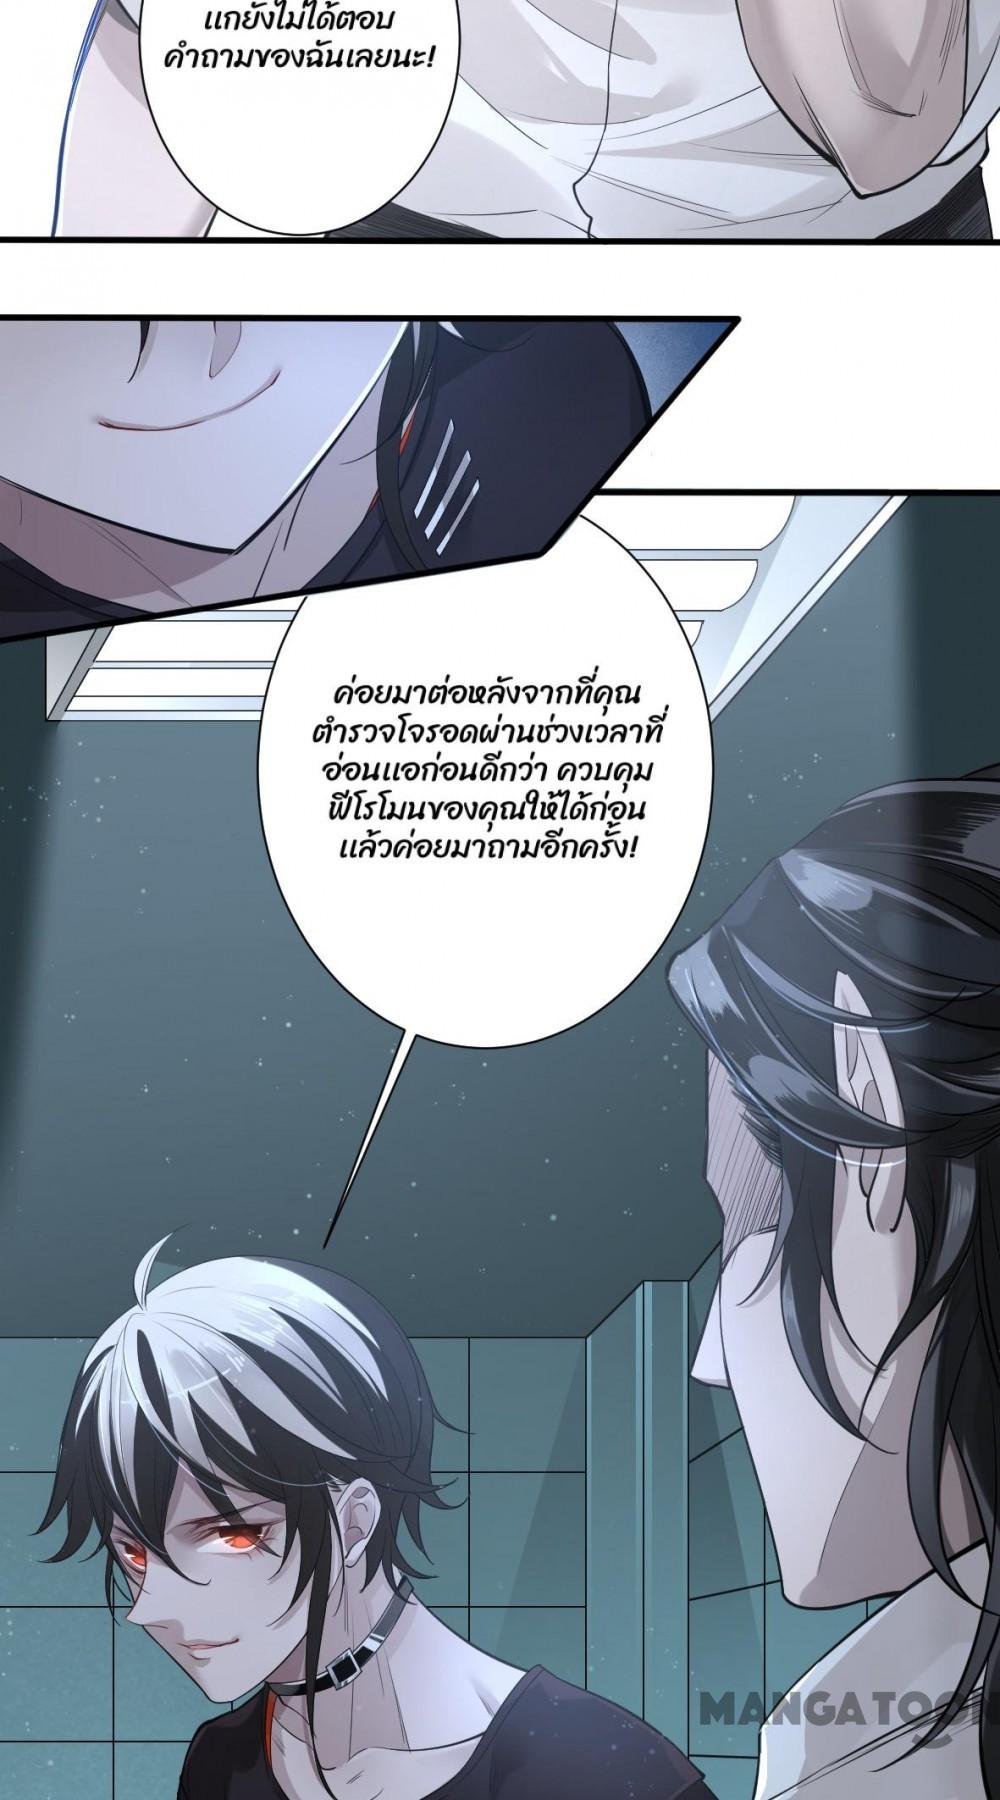 แกยังไม่ได้ตอบ
คำถามของฉันเลยนะ!
ค่อยมาต่อหลังจากที่คุณ
ตำรวจโจรอดผ่านช่วงเวลาที่
อ่อนแอก่อนดีกว่า ควบคุม
ฟีโรโมนของคุณให้ได้ก่อน
แล้วค่อยมาถามอีกครั้ง!
MANGATOON